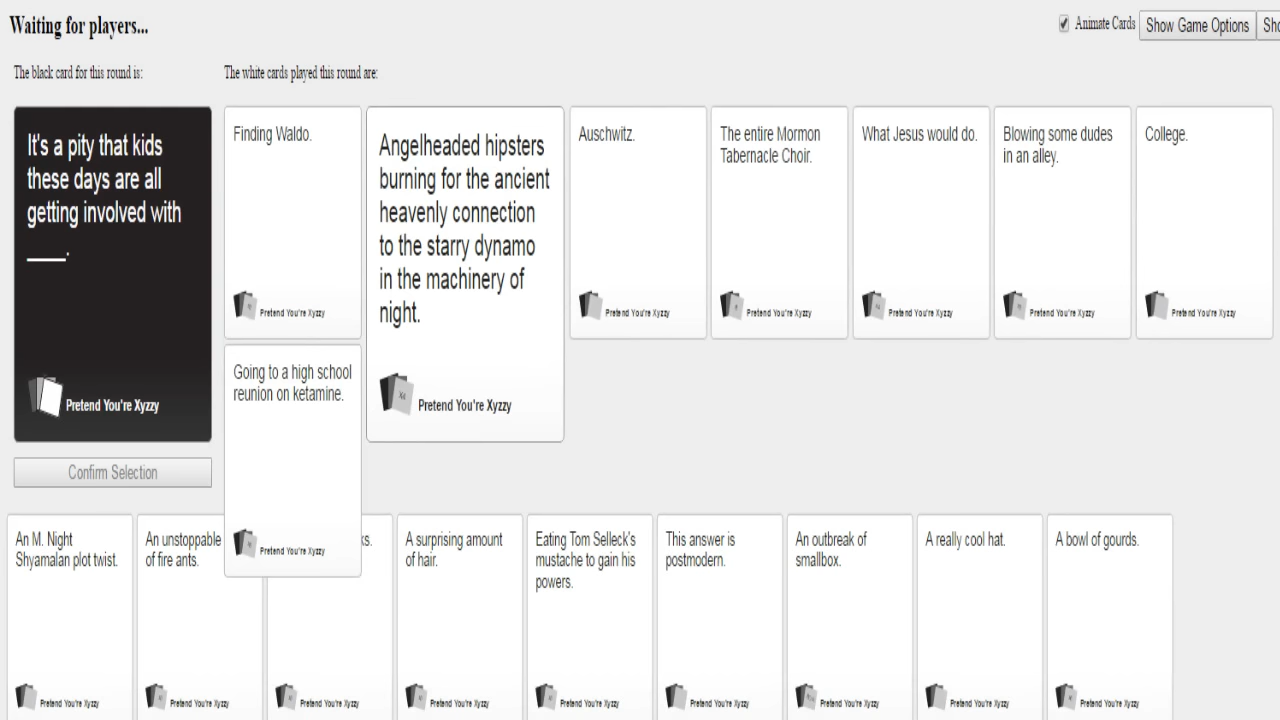 Waiting for players...
Animate Cards
Show Game Options
The black card for this round is:
The white cards played this round are:
It's a pity that kids
these days are all
getting involved with
____.
Pretend You're Xyzzy
Confirm Selection
Finding Waldo.
Pretend You're Xyzzy
Angelheaded hipsters
burning for the ancient
heavenly connection
to the starry dynamo
in the machinery of
night.
Pretend You're Xyzzy
Auschwitz.
Pretend You're Xyzzy
The entire Mormon
Tabernacle Choir.
Pretend You're Xyzzy
What Jesus would do.
Pretend You're Xyzzy
Blowing some dudes
in an alley.
Pretend You're Xyzzy
College.
Pretend You're Xyzzy
Going to a high school
reunion on ketamine.
Pretend You're Xyzzy
An M. Night
Shyamalan plot twist.
Pretend You're Xyzzy
An unstoppable
of fire ants.
Pretend You're Xyzzy
Pretend You're Xyzzy
A surprising amount
of hair.
Pretend You're Xyzzy
Eating Tom Selleck's
mustache to gain his
powers.
Pretend You're Xyzzy
This answer is
postmodern.
Pretend You're Xyzzy
An outbreak of
smallbox.
Pretend You're Xyzzy
A really cool hat.
Pretend You're Xyzzy
A bowl of gourds.
Pretend You're Xyzzy